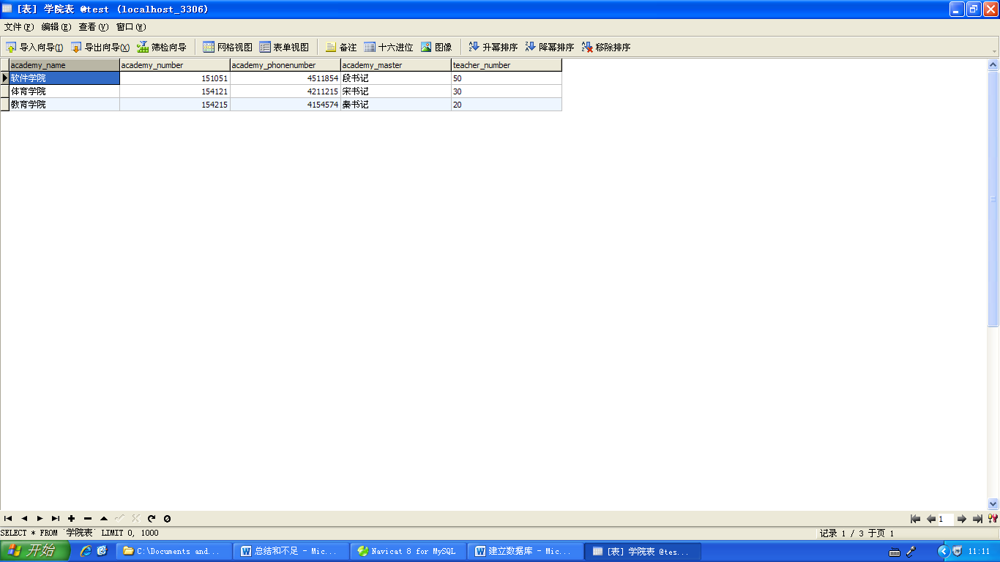 [表] 学院表 @test (localhost_3306)
文件(F) 编辑(E) 查看(V) 窗口(W)
导入向导(I) 导出向导(X) 筛检向导 网格视图 表单视图 备注 十六进位 图像 升幂排序 降幂排序 移除排序
academy_name academy_number academy_phonenumber academy_master teacher_number
软件学院 151051 4511854 段书记 50
体育学院 154121 4211215 宋书记 30
教育学院 154215 4154574 秦书记 20
1
SELECT * FROM `学院表` LIMIT 0, 1000 记录 1 / 3 于页 1
开始 C:\Documents and... 总结和不足 - Mic... Navicat 8 for MySQL 建立数据库 - Mic... [表] 学院表 @tes... 11:11